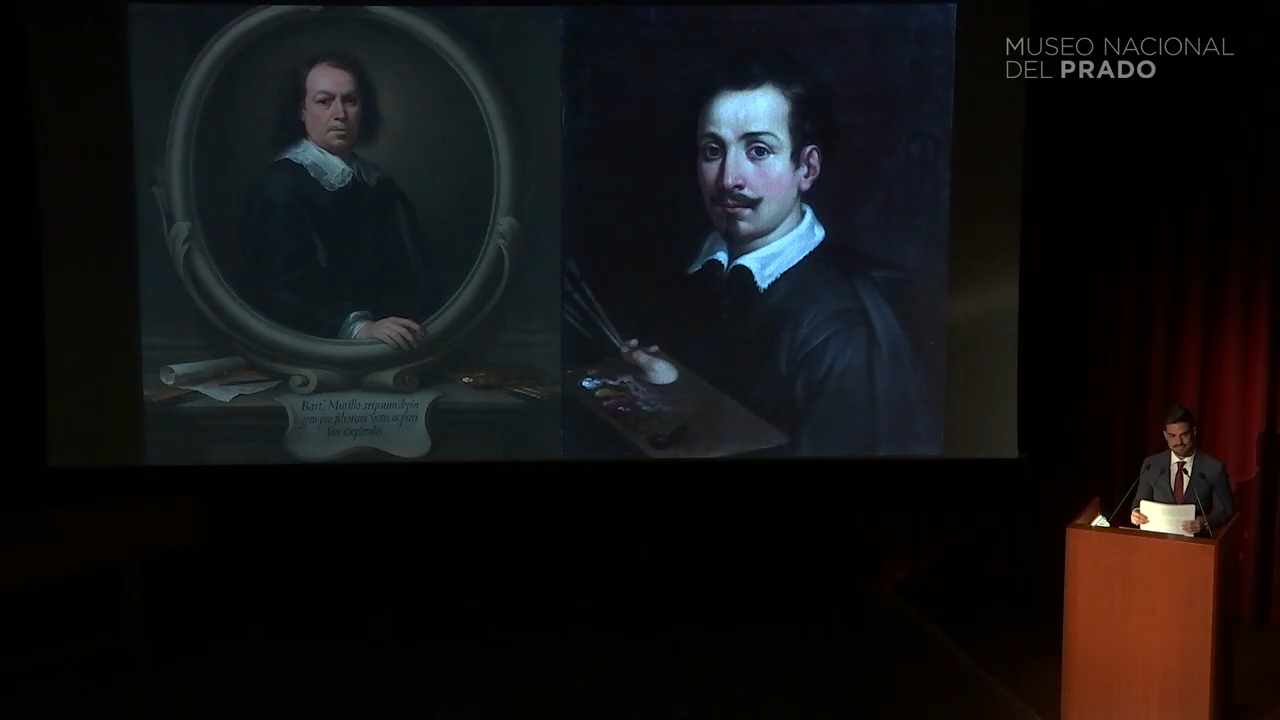 MUSEO NACIONAL
DEL PRADO
Bart. Murillo seipsum depin
gens pro filiorum votis ac preci
bus explendis